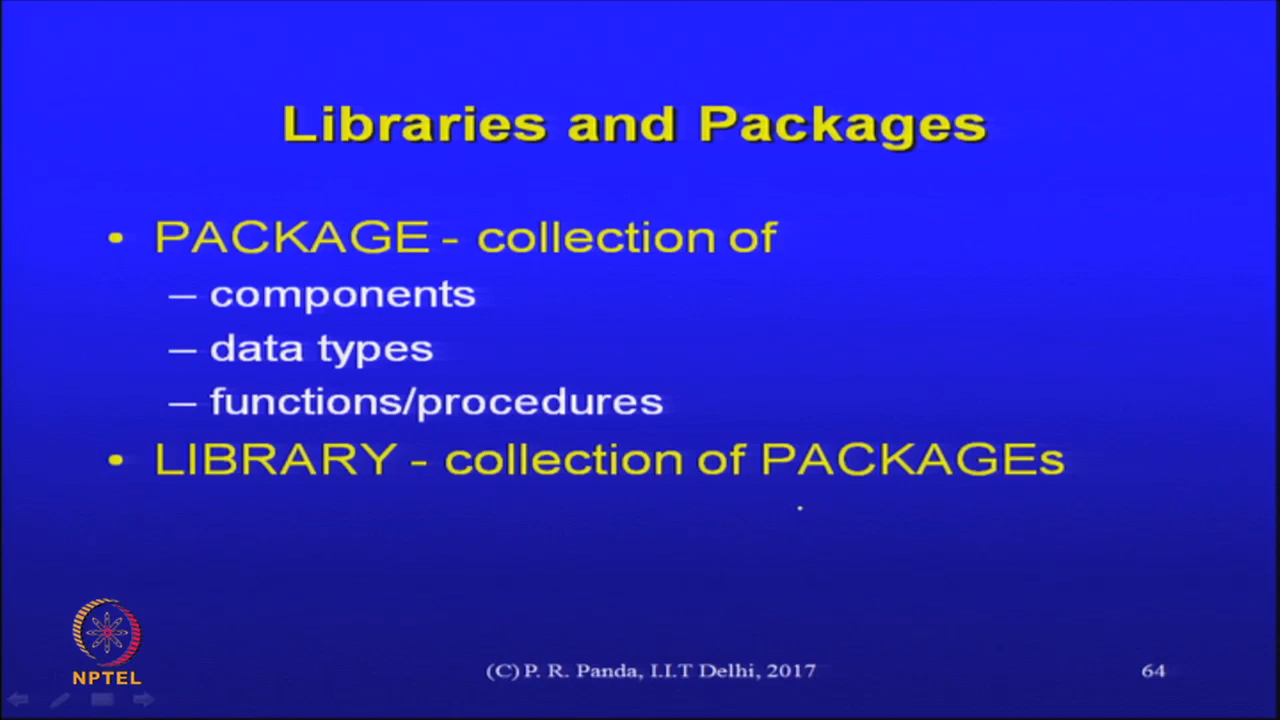 Libraries and Packages
• PACKAGE - collection of
– components
– data types
– functions/procedures
• LIBRARY - collection of PACKAGEs
NPTEL
(C) P. R. Panda, I.I.T Delhi, 2017
64